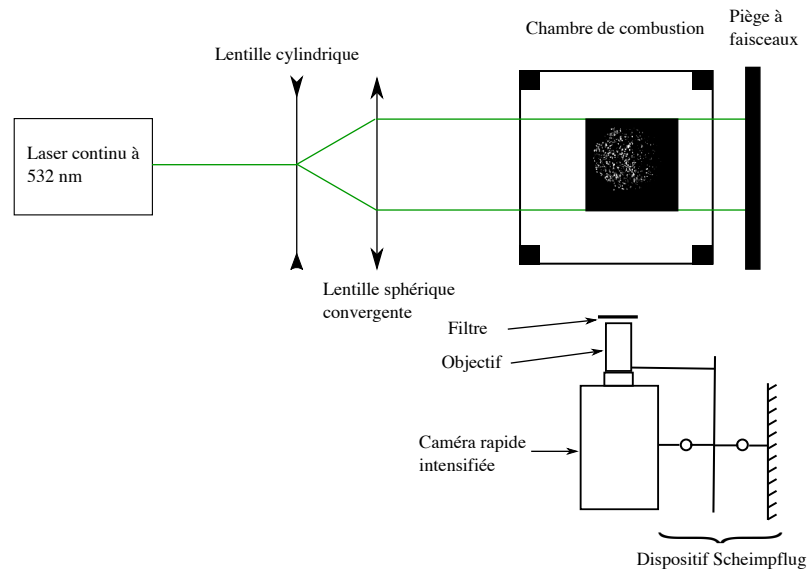 Piège à
faisceaux
Chambre de combustion
Lentille cylindrique
Laser continu à
532 nm
Lentille sphérique
convergente
Filtre
Objectif
Caméra rapide
intensifiée
Dispositif Scheimpflug